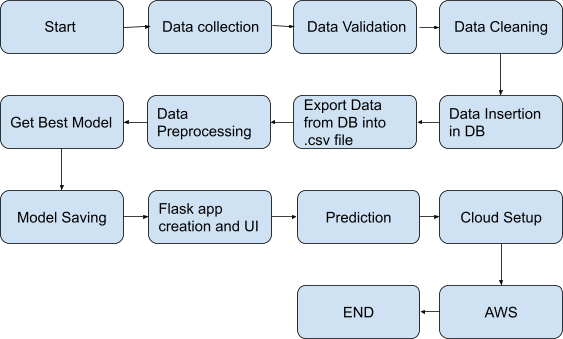 Start
Data collection
Data Validation
Data Cleaning
Data Insertion
in DB
Export Data
from DB into
.csv file
Data
Preprocessing
Get Best Model
Model Saving
Flask app
creation and UI
Prediction
Cloud Setup
AWS
END